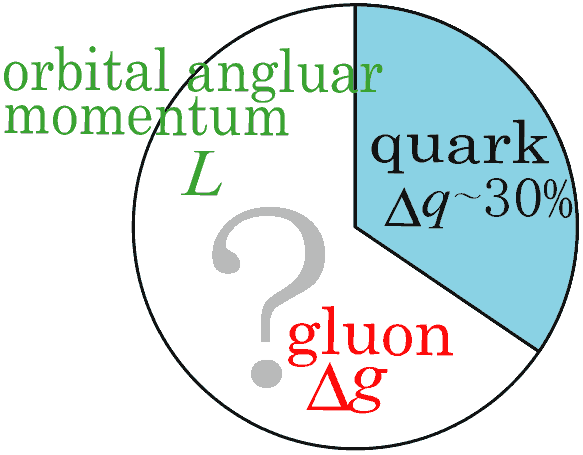 orbital angluar
momentum
L
quark
Δq~30%
?
gluon
Δg